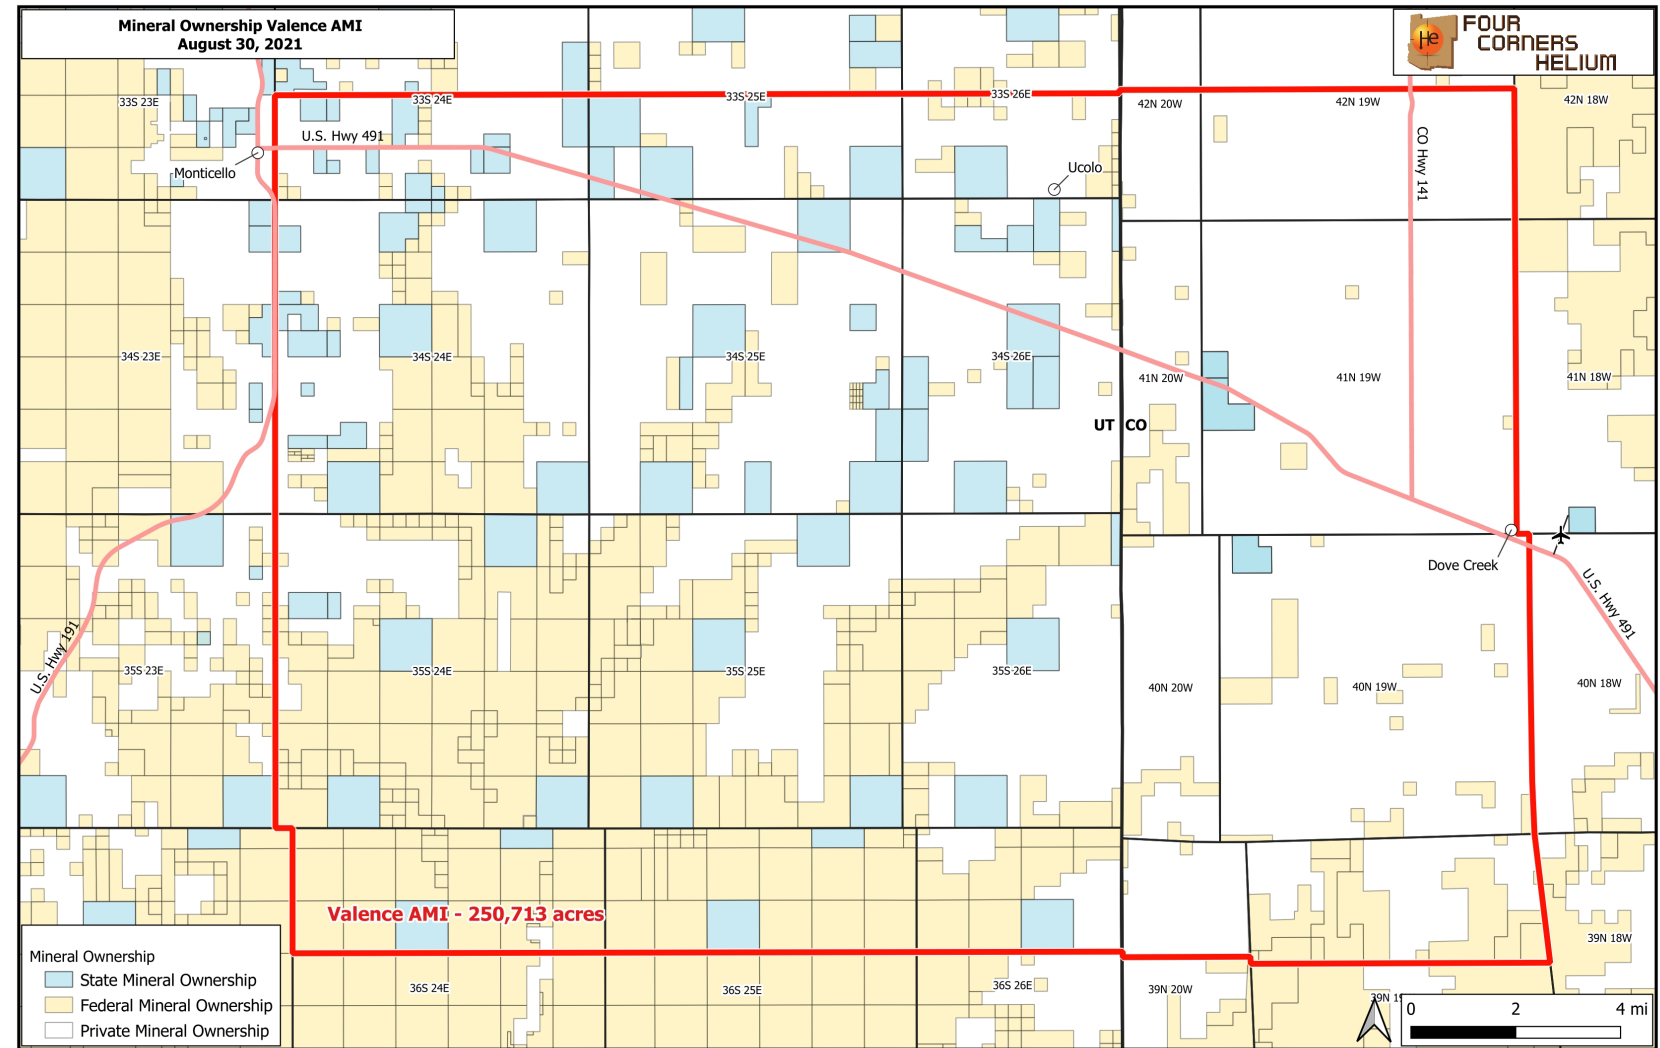 Mineral Ownership Valence AMI
August 30, 2021
He
FOUR
CORNERS
HELIUM
33S 23E
33S 24E
33S 25E
33S 26E
42N 20W
42N 19W
42N 18W
U.S. Hwy 491
CO Hwy 141
Monticello
Ucolo
34S 23E
34S 24E
34S 25E
34S 26E
41N 20W
41N 19W
41N 18W
UT CO
Dove Creek
U.S. Hwy 491
U.S. Hwy 191
35S 23E
35S 24E
35S 25E
35S 26E
40N 20W
40N 19W
40N 18W
Valence AMI - 250,713 acres
39N 18W
Mineral Ownership
State Mineral Ownership
Federal Mineral Ownership
Private Mineral Ownership
36S 24E
36S 25E
36S 26E
39N 20W
39N 19
0 2 4 mi